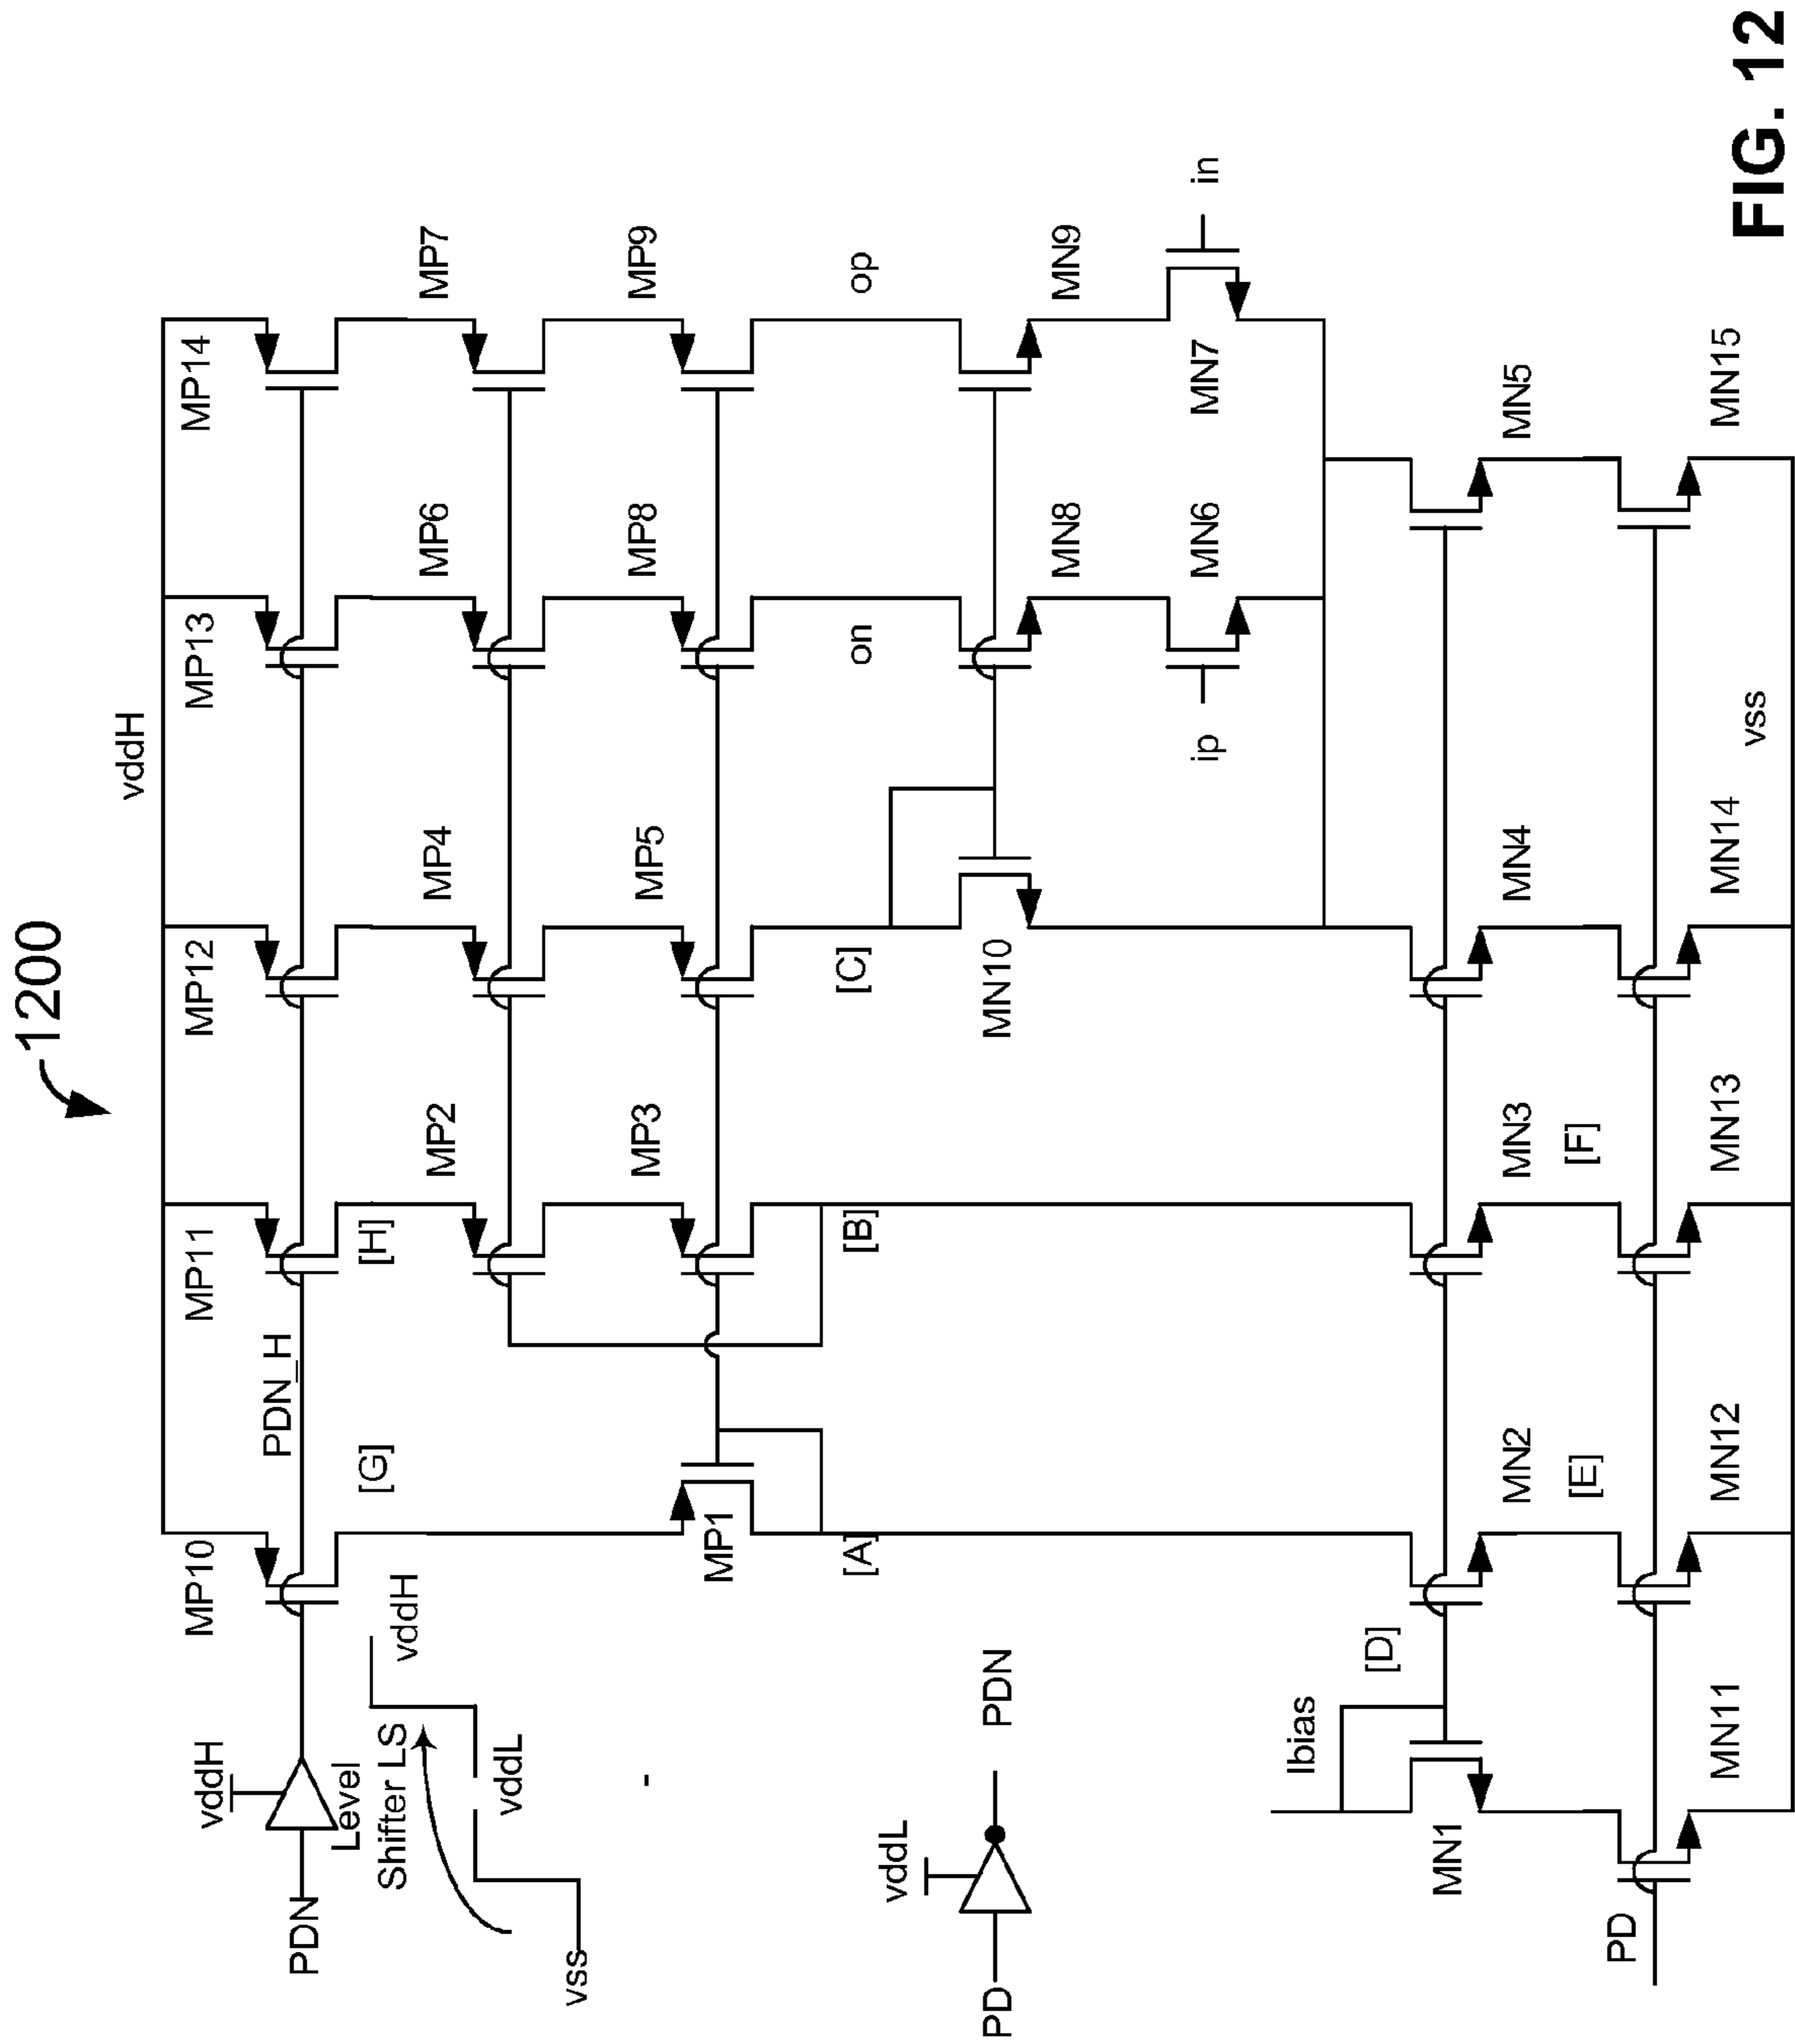 1200
vddH
MP10
MP11
MP12
MP13
MP14
vddH
PDN
Level
Shifter LS
PDN_H
vddH
vddL
vss
[G]
[H]
MP2
MP4
MP6
MP7
MP1
MP3
MP5
MP8
MP9
[A]
[B]
[C]
on
op
vddL
PD
PDN
MN10
MN8
MN9
ip
MN6
MN7
in
Ibias
[D]
MN1
MN2
MN3
MN4
MN5
[E]
[F]
PD
MN11
MN12
MN13
MN14
MN15
vss
FIG. 12